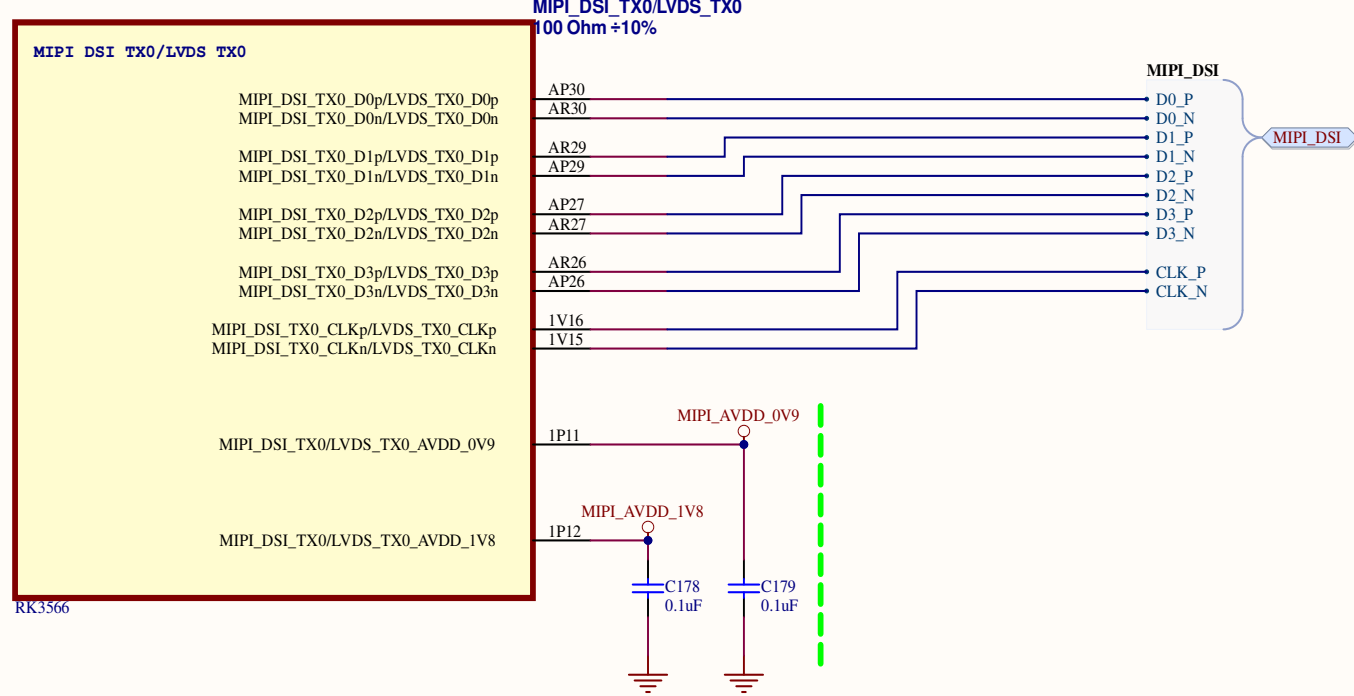 MIPI_DSI_TX0/LVDS_TX0
100 Ohm ÷10%
MIPI DSI TX0/LVDS TX0
MIPI_DSI
MIPI_DSI_TX0_D0p/LVDS_TX0_D0p AP30 D0_P
MIPI_DSI_TX0_D0n/LVDS_TX0_D0n AR30 D0_N
MIPI_DSI_TX0_D1p/LVDS_TX0_D1p AR29 D1_P
MIPI_DSI_TX0_D1n/LVDS_TX0_D1n AP29 D1_N
MIPI_DSI_TX0_D2p/LVDS_TX0_D2p AP27 D2_P
MIPI_DSI_TX0_D2n/LVDS_TX0_D2n AR27 D2_N
MIPI_DSI_TX0_D3p/LVDS_TX0_D3p AR26 D3_P
MIPI_DSI_TX0_D3n/LVDS_TX0_D3n AP26 D3_N
MIPI_DSI_TX0_CLKp/LVDS_TX0_CLKp 1V16 CLK_P
MIPI_DSI_TX0_CLKn/LVDS_TX0_CLKn 1V15 CLK_N
MIPI_DSI
MIPI_AVDD_0V9
MIPI_DSI_TX0/LVDS_TX0_AVDD_0V9 1P11
MIPI_AVDD_1V8
MIPI_DSI_TX0/LVDS_TX0_AVDD_1V8 1P12
C178 C179
0.1uF 0.1uF
RK3566